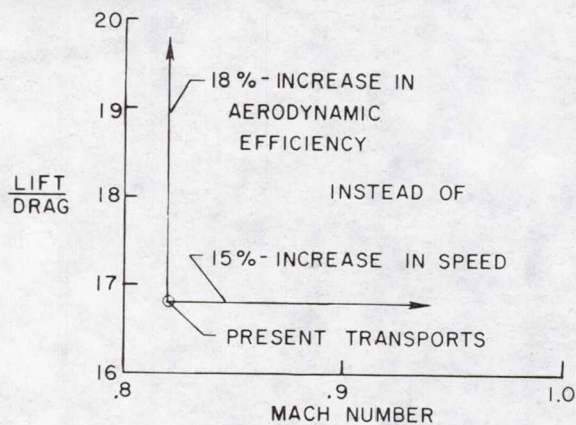 20
19
18
17
16
LIFT
DRAG
18%-INCREASE IN
AERODYNAMIC
EFFICIENCY
INSTEAD OF
15%-INCREASE IN SPEED
PRESENT TRANSPORTS
.8
.9
1.0
MACH NUMBER